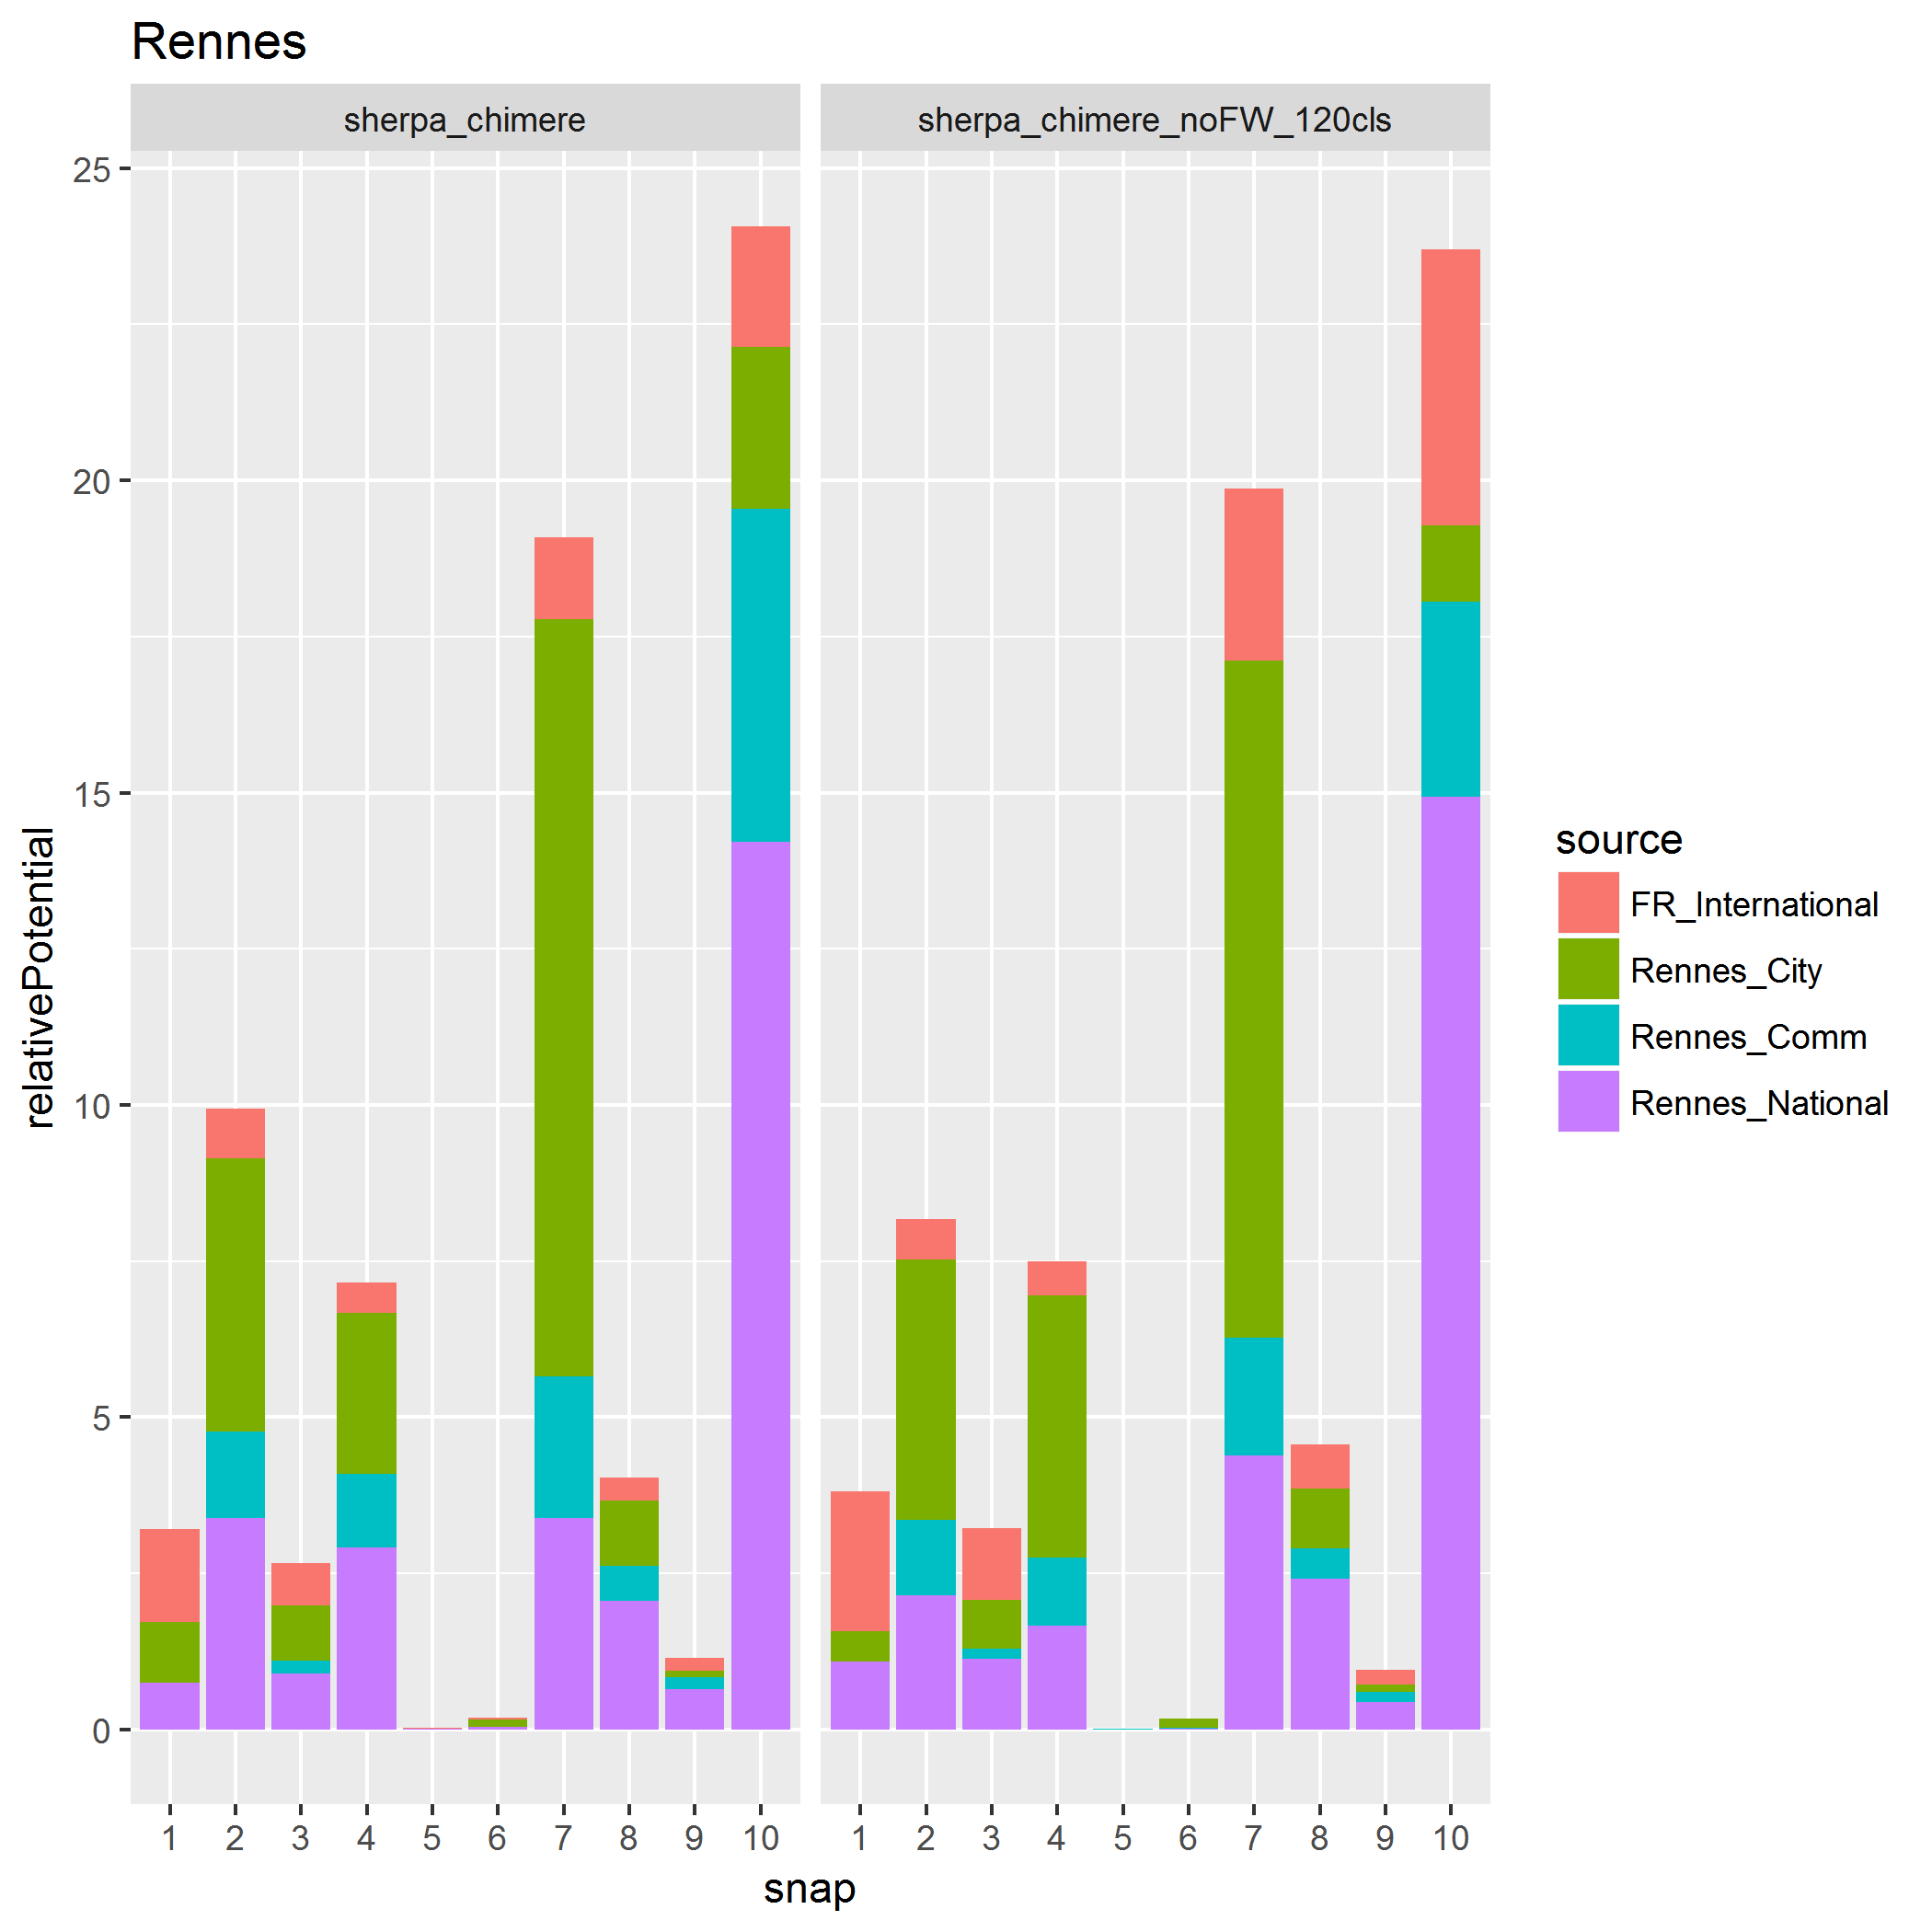 Rennes
sherpa_chimere
sherpa_chimere_noFW_120cls
25
20
15
10
5
0
relativePotential
1 2 3 4 5 6 7 8 9 10
1 2 3 4 5 6 7 8 9 10
snap
source
FR_International
Rennes_City
Rennes_Comm
Rennes_National